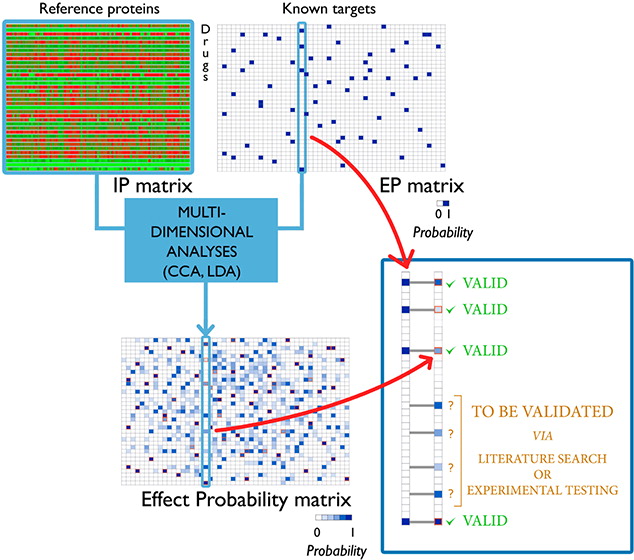 Reference proteins
Known targets
Drugs
IP matrix
EP matrix
0 1
Probability
MULTI-
DIMENSIONAL
ANALYSES
(CCA, LDA)
VALID
VALID
VALID
?
?
?
?
TO BE VALIDATED
VIA
LITERATURE SEARCH
OR
EXPERIMENTAL TESTING
VALID
Effect Probability matrix
0 1
Probability